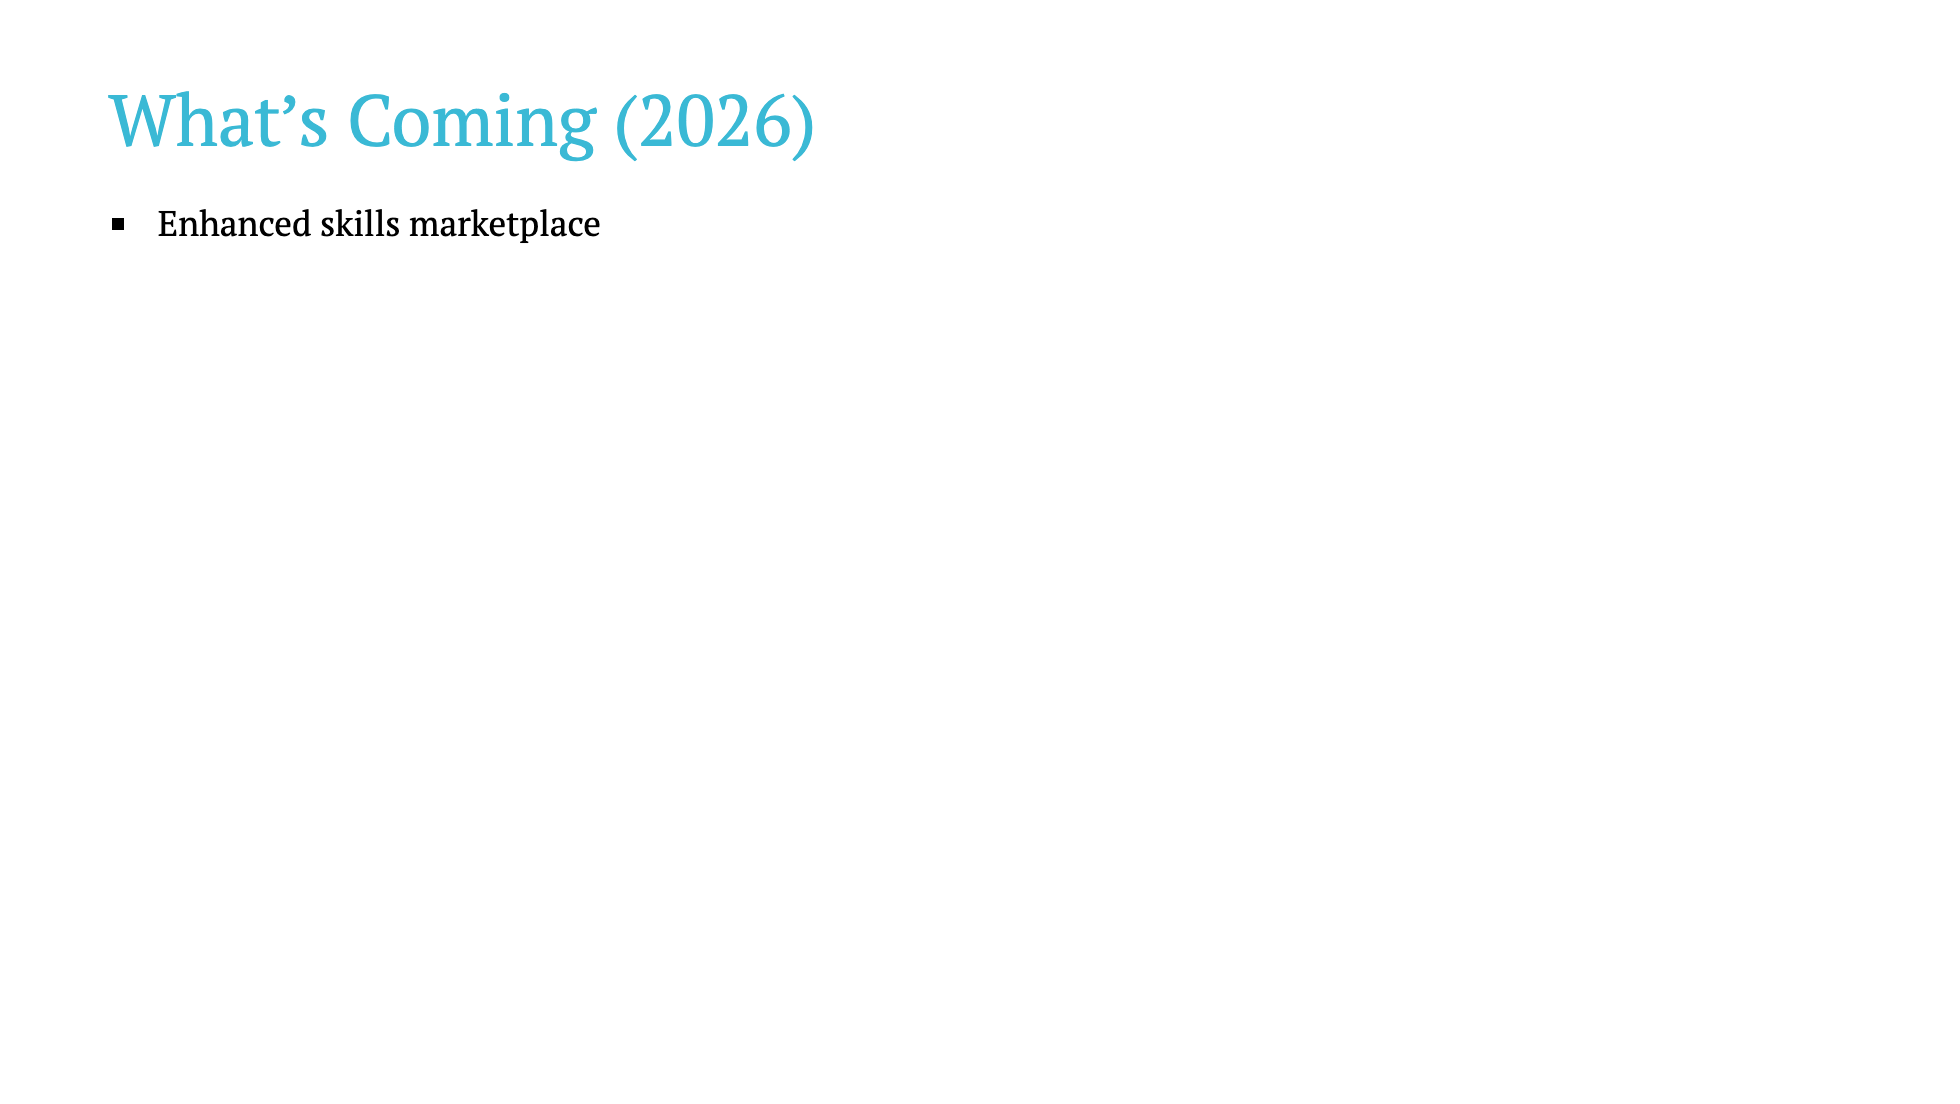 What’s Coming (2026)
▪ Enhanced skills marketplace